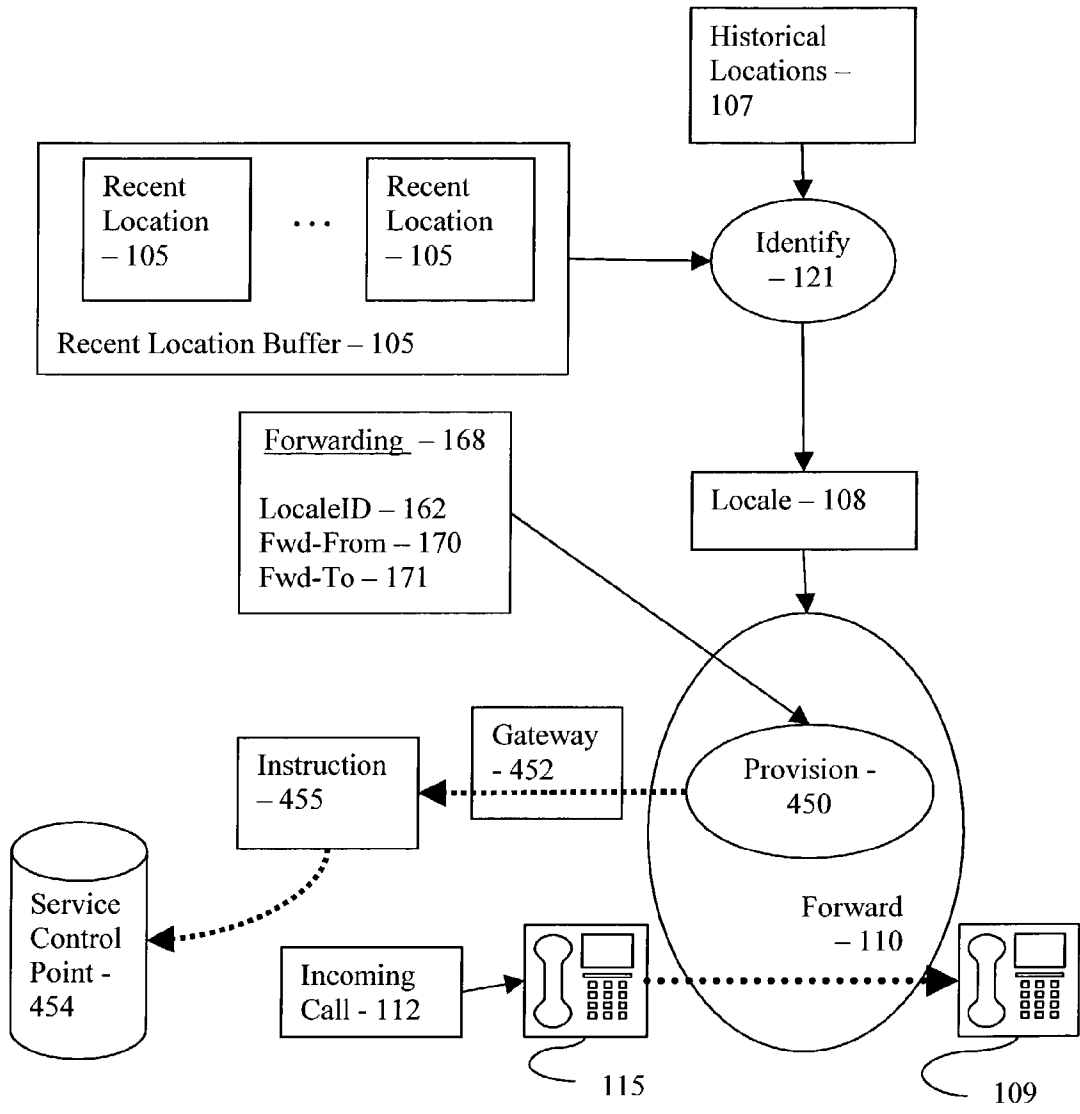 Historical
Locations –
107
Recent
Location
– 105
...
Recent
Location
– 105
Recent Location Buffer – 105
Identify
– 121
Forwarding – 168
LocaleID – 162
Fwd-From – 170
Fwd-To – 171
Locale – 108
Gateway
- 452
Instruction
– 455
Provision -
450
Service
Control
Point -
454
Forward
– 110
Incoming
Call - 112
115
109